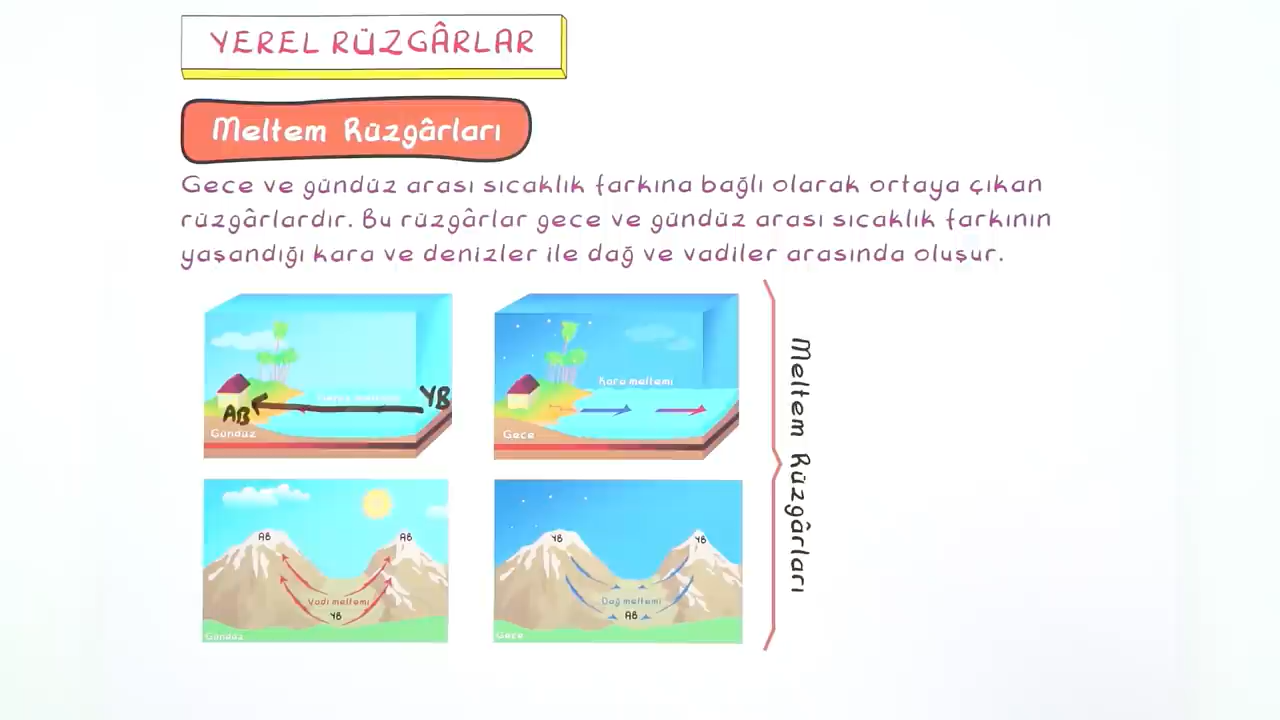 YEREL RÜZGÂRLAR
Meltem Rüzgârları
Gece ve gündüz arası sıcaklık farkına bağlı olarak ortaya çıkan
rüzgârlardır. Bu rüzgârlar gece ve gündüz arası sıcaklık farkının
yaşandığı kara ve denizler ile dağ ve vadiler arasında oluşur.
YB
AB
Gündüz
Kara meltemi
Gece
AB AB
Vadi meltemi
YB
Gündüz
YB YB
Dağ meltemi
AB
Gece
Meltem Rüzgârları